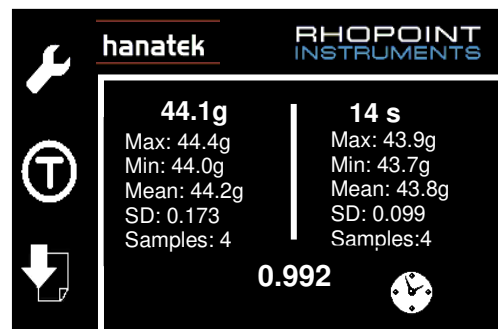 hanatek
RHOPOINT
INSTRUMENTS
T
44.1g
Max: 44.4g
Min: 44.0g
Mean: 44.2g
SD: 0.173
Samples: 4
14 s
Max: 43.9g
Min: 43.7g
Mean: 43.8g
SD: 0.099
Samples:4
0.992